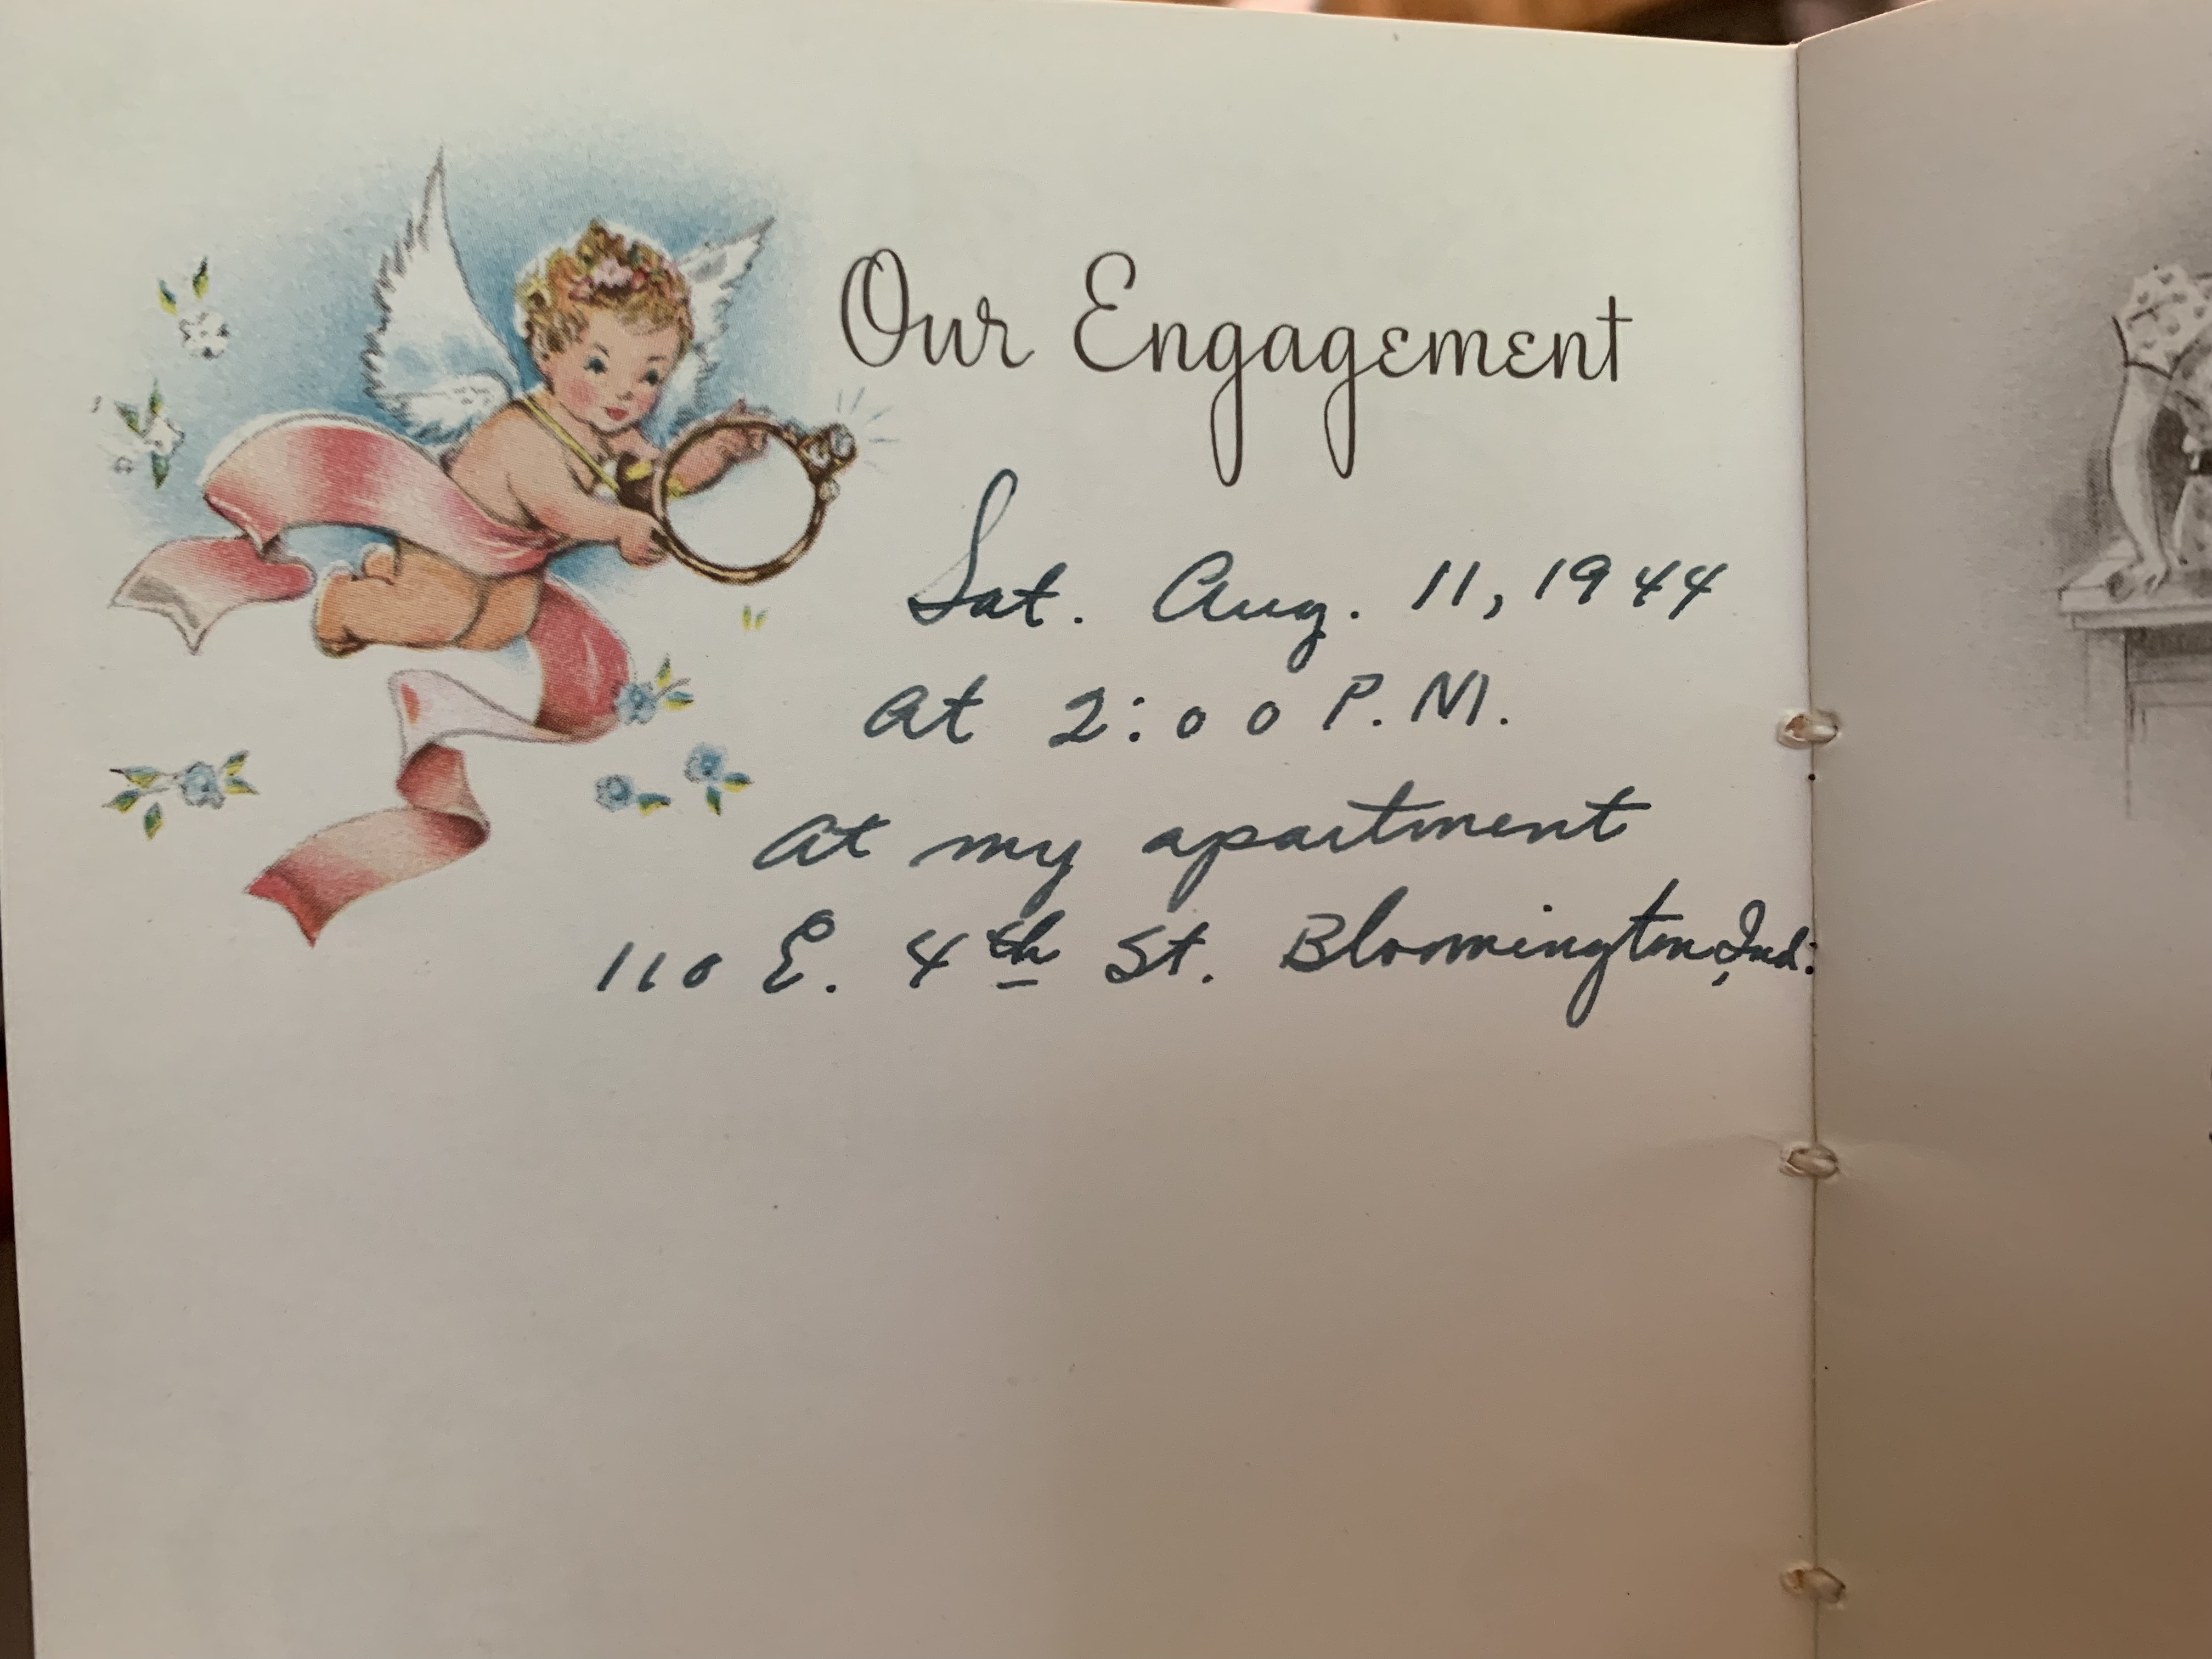 Our Engagement
Sat. Aug. 11, 1944
at 2:00 P.M.
at my apartment
110 E. 4th St. Bloomington, Ind.